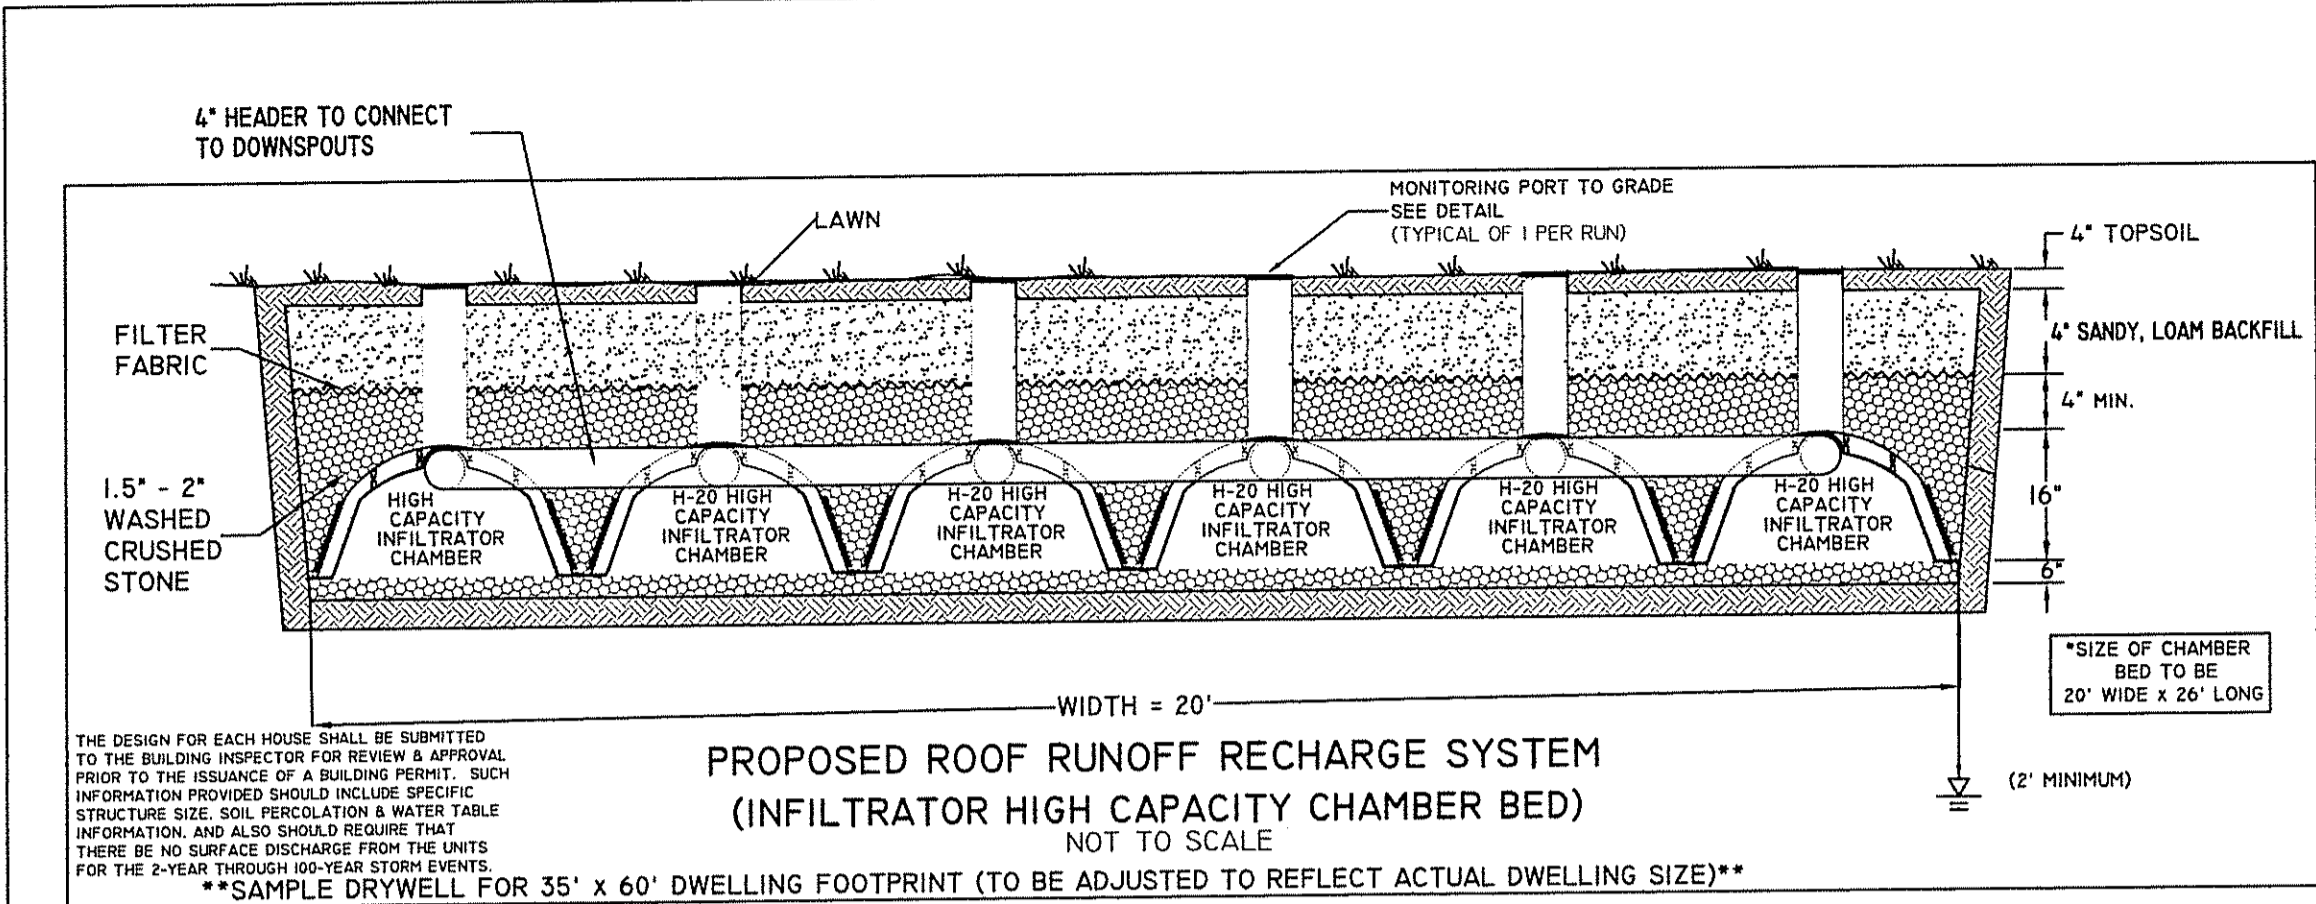 4" HEADER TO CONNECT
TO DOWNSPOUTS
LAWN
MONITORING PORT TO GRADE
SEE DETAIL
(TYPICAL OF 1 PER RUN)
4" TOPSOIL
FILTER
FABRIC
4" SANDY, LOAM BACKFILL
4" MIN.
1.5" - 2"
WASHED
CRUSHED
STONE
HIGH
CAPACITY
INFILTRATOR
CHAMBER
H-20 HIGH
CAPACITY
INFILTRATOR
CHAMBER
H-20 HIGH
CAPACITY
INFILTRATOR
CHAMBER
H-20 HIGH
CAPACITY
INFILTRATOR
CHAMBER
H-20 HIGH
CAPACITY
INFILTRATOR
CHAMBER
H-20 HIGH
CAPACITY
INFILTRATOR
CHAMBER
16"
6"
*SIZE OF CHAMBER
BED TO BE
20' WIDE x 26' LONG
WIDTH = 20'
(2' MINIMUM)
THE DESIGN FOR EACH HOUSE SHALL BE SUBMITTED
TO THE BUILDING INSPECTOR FOR REVIEW & APPROVAL
PRIOR TO THE ISSUANCE OF A BUILDING PERMIT. SUCH
INFORMATION PROVIDED SHOULD INCLUDE SPECIFIC
STRUCTURE SIZE, SOIL PERCOLATION & WATER TABLE
INFORMATION, AND ALSO SHOULD REQUIRE THAT
THERE BE NO SURFACE DISCHARGE FROM THE UNITS
FOR THE 2-YEAR THROUGH 100-YEAR STORM EVENTS.
PROPOSED ROOF RUNOFF RECHARGE SYSTEM
(INFILTRATOR HIGH CAPACITY CHAMBER BED)
NOT TO SCALE
**SAMPLE DRYWELL FOR 35' X 60' DWELLING FOOTPRINT (TO BE ADJUSTED TO REFLECT ACTUAL DWELLING SIZE)**